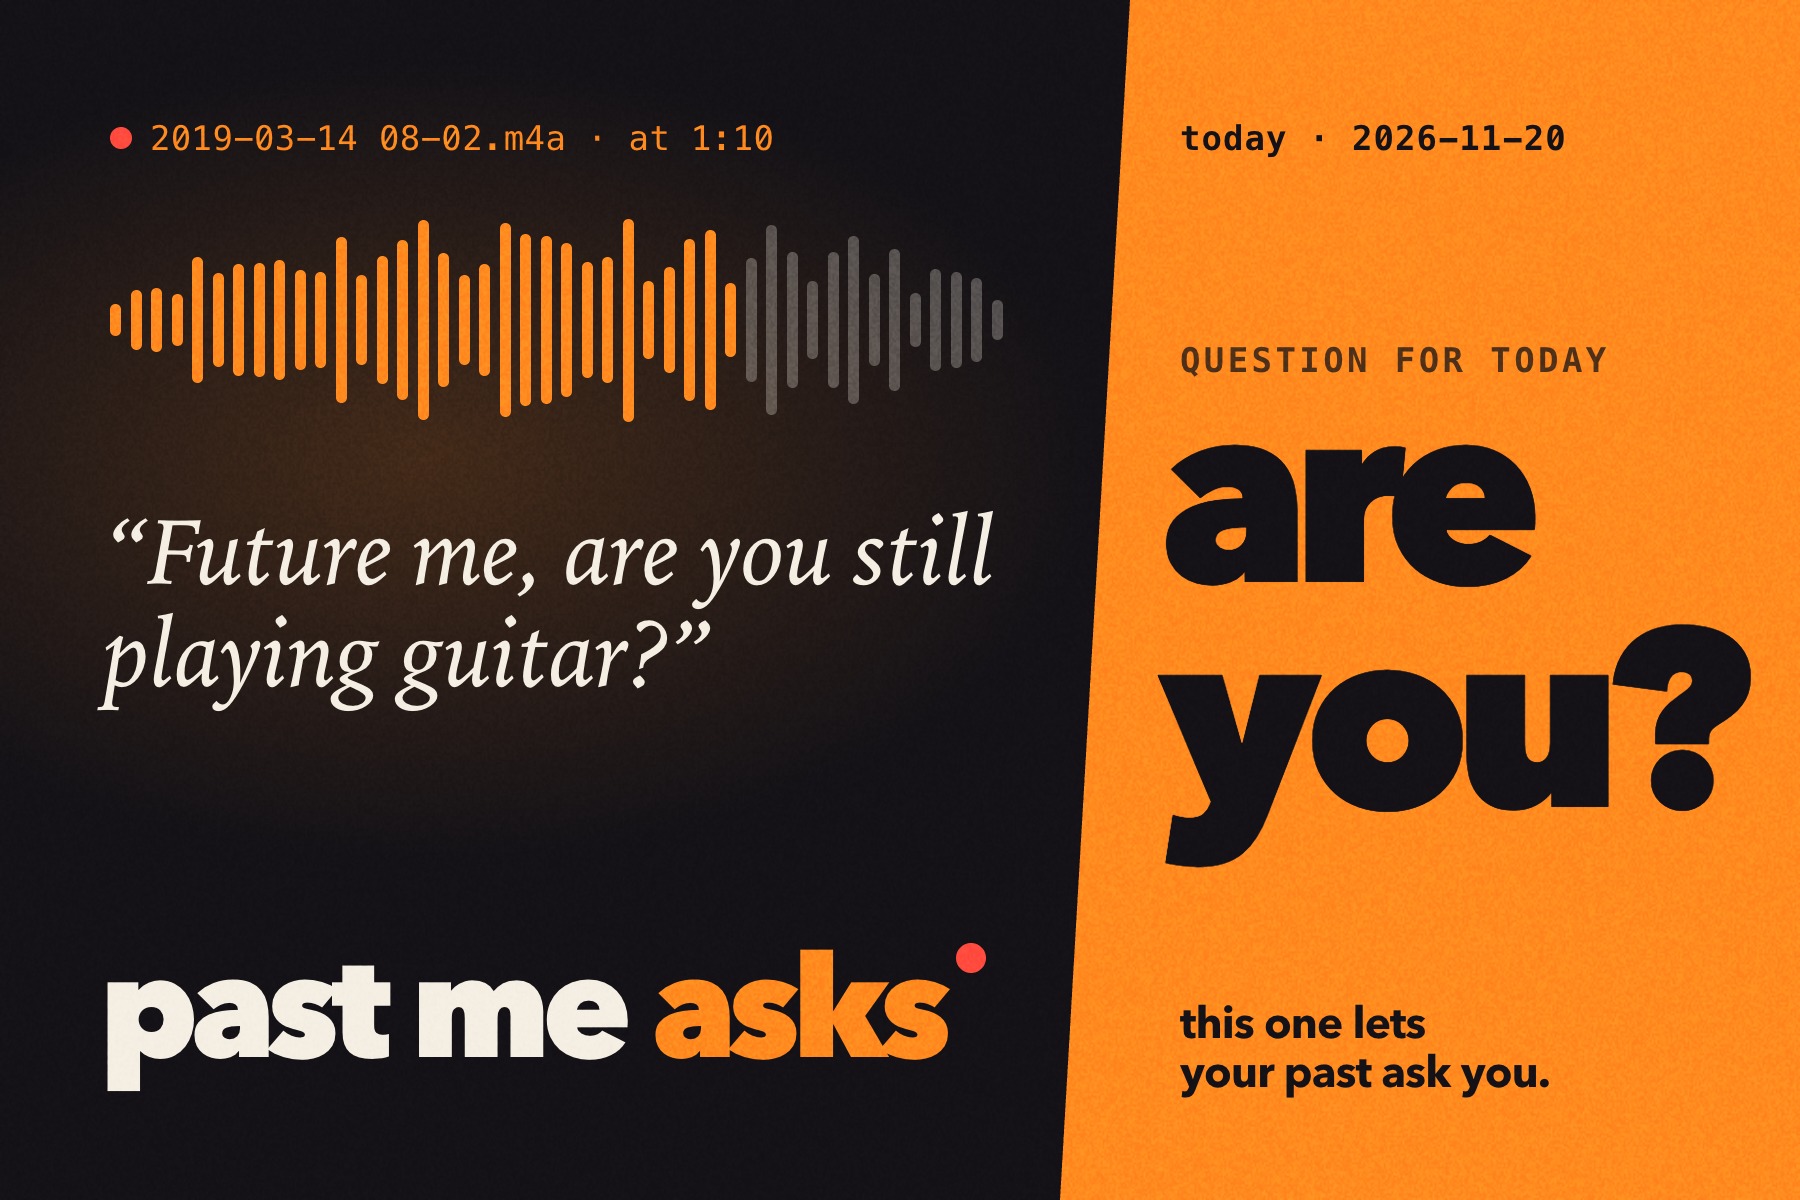 2019-03-14 08-02.m4a · at 1:10
“Future me, are you still
playing guitar?”
past me asks
today · 2026-11-20
QUESTION FOR TODAY
are
you?
this one lets
your past ask you.